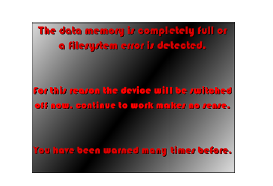 The data memory is completely full or
a filesystem error is detected.
For this reason the device will be switched
off now, continue to work makes no sense.
You have been warned many times before.